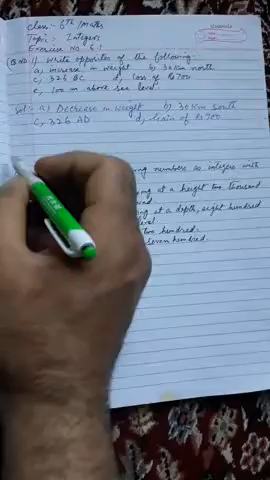 Class:- 6th / Maths
Topic:- Integers
Exercise No. 6.1
Q.No 1) Write opposites of the following:
a, increase in weight b) 30 km north
c, 326 BC d, loss of Rs 700
e, 100 m above sea level
Sol:- a) Decrease in weight b) 30 km south
c, 326 AD d, Gain of Rs 700
numbers as integers with
at a height two thousand
at a depth, eight hundred
level
two hundred.
seven hundred.